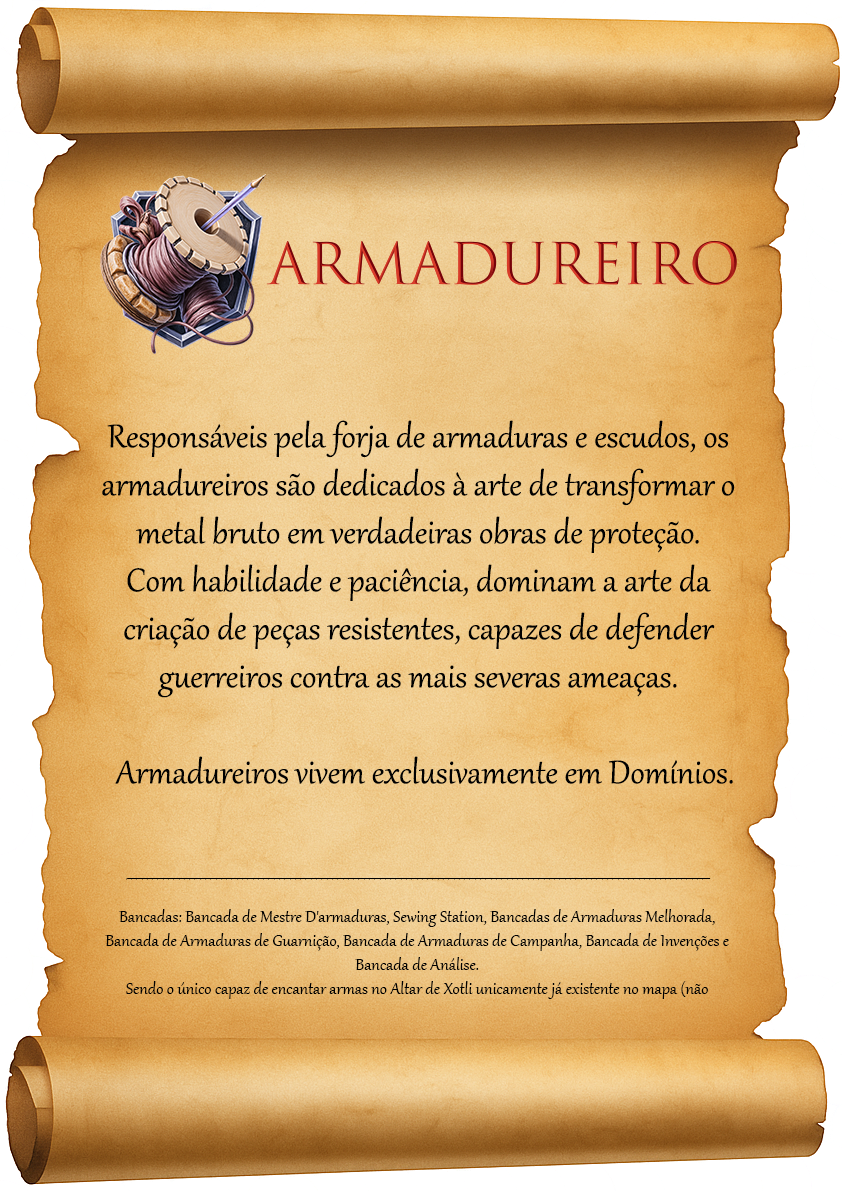 ARMADUREIRO
Responsáveis pela forja de armaduras e escudos, os
armadureiros são dedicados à arte de transformar o
metal bruto em verdadeiras obras de proteção.
Com habilidade e paciência, dominam a arte da
criação de peças resistentes, capazes de defender
guerreiros contra as mais severas ameaças.
Armadureiros vivem exclusivamente em Domínios.
Bancadas: Bancada de Mestre D'armaduras, Sewing Station, Bancadas de Armaduras Melhorada,
Bancada de Armaduras de Guarnição, Bancada de Armaduras de Campanha, Bancada de Invenções e
Bancada de Análise.
Sendo o único capaz de encantar armas no Altar de Xotli unicamente já existente no mapa (não